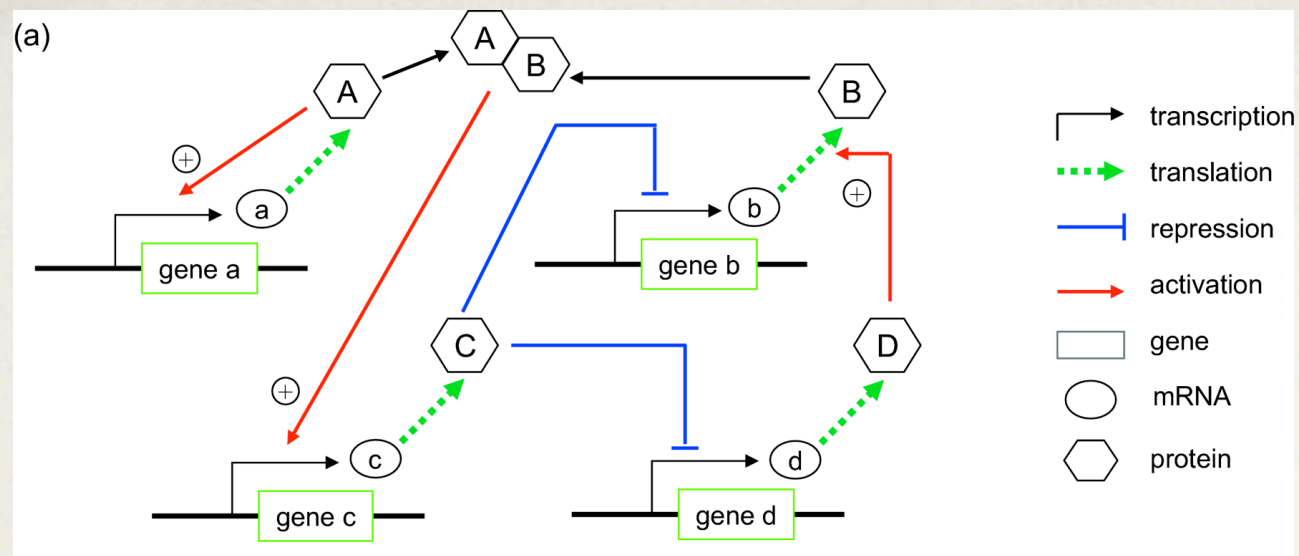 (a)
A
B
A
B
transcription
+
translation
a
b
+
repression
gene a
gene b
activation
C
D
gene
+
mRNA
c
d
protein
gene c
gene d